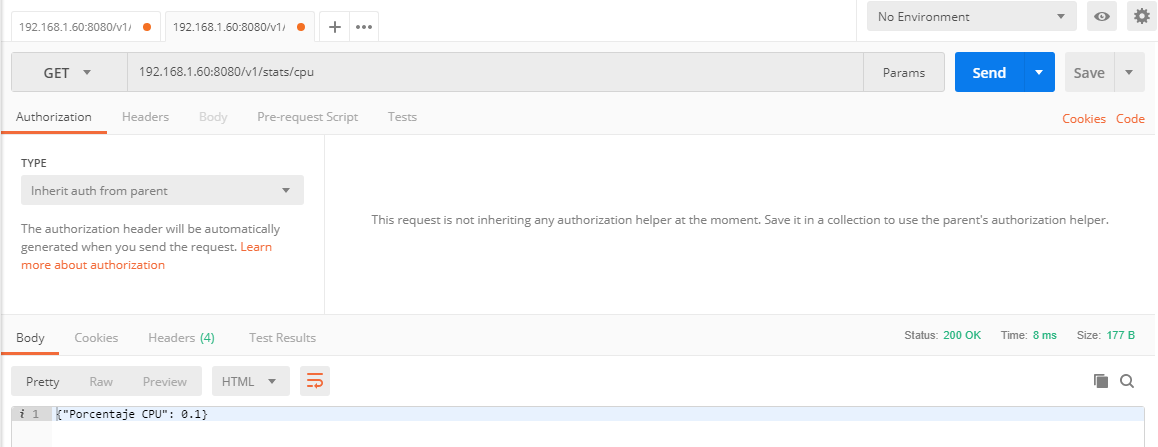 192.168.1.60:8080/v1/
192.168.1.60:8080/v1/
No Environment
GET
192.168.1.60:8080/v1/stats/cpu
Params
Send
Save
Authorization
Headers
Body
Pre-request Script
Tests
Cookies
Code
TYPE
Inherit auth from parent
The authorization header will be automatically
generated when you send the request. Learn
more about authorization
This request is not inheriting any authorization helper at the moment. Save it in a collection to use the parent's authorization helper.
Body
Cookies
Headers (4)
Test Results
Status: 200 OK
Time: 8 ms
Size: 177 B
Pretty
Raw
Preview
HTML
i 1
{"Porcentaje CPU": 0.1}